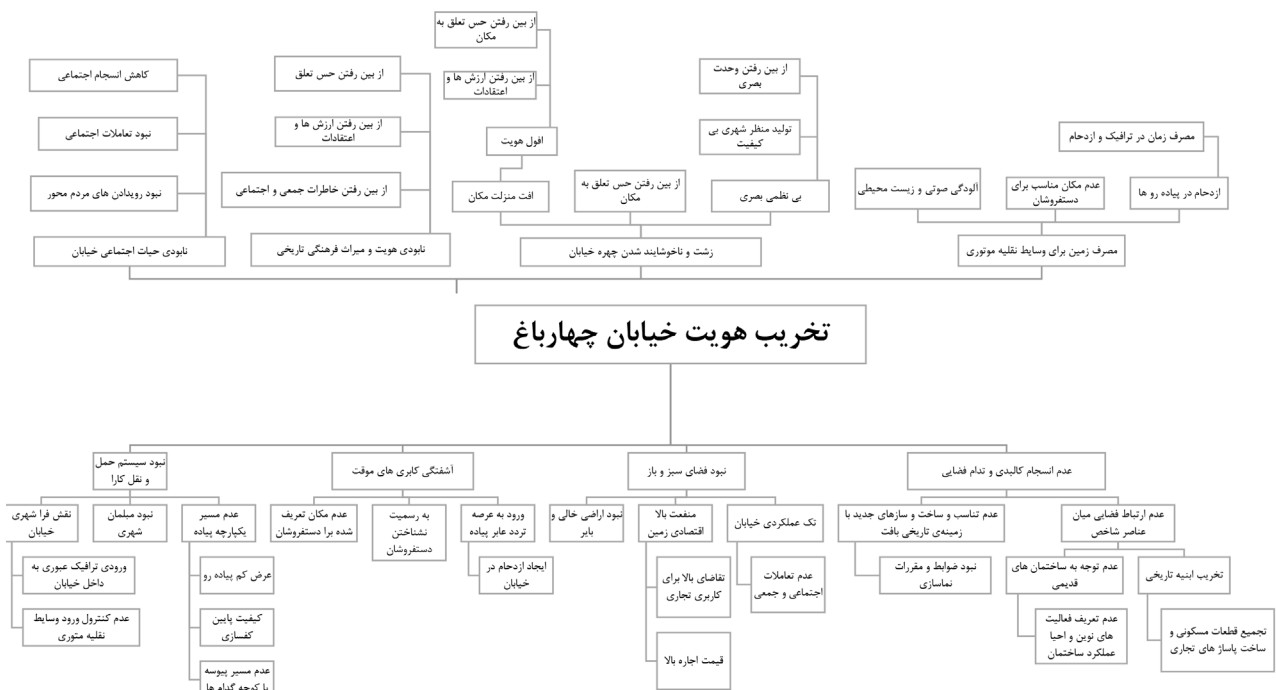 از بین رفتن حس تعلق به
مکان
از بین رفتن وحدت
بصری
از بین رفتن حس تعلق
کاهش انسجام اجتماعی
از بین رفتن ارزش ها و
اعتقادات
مصرف زمان در ترافیک و ازدحام
تولید منظر شهری بی
کیفیت
از بین رفتن ارزش ها و
اعتقادات
نبود تعاملات اجتماعی
افول هویت
ازدحام در پیاده رو ها
عدم مکان مناسب برای
دستفروشان
آلودگی صوتی و زیست محیطی
بی نظمی بصری
از بین رفتن حس تعلق به
مکان
افت منزلت مکان
از بین رفتن خاطرات جمعی و اجتماعی
نبود رویدادن های مردم محور
مصرف زمین برای وسایط نقلیه موتوری
زشت و ناخوشایند شدن چهره خیابان
نابودی هویت و میراث فرهنگی تاریخی
نابودی حیات اجتماعی خیابان
تخریب هویت خیابان چهارباغ
عدم انسجام کالبدی و تدام فضایی
نبود فضای سبز و باز
آشفتگی کابری های موقت
نبود سیستم حمل
و نقل کارا
عدم ارتباط فضایی میان
عناصر شاخص
عدم تناسب و ساخت و سازهای جدید با
زمینه‌ی تاریخی بافت
تک عملکردی خیابان
منفعت بالا
اقتصادی زمین
نبود اراضی خالی و
بایر
ورود به عرصه
تردد عابر پیاده
به رسمیت
نشناختن
دستفروشان
عدم مکان تعریف
شده برا دستفروشان
عدم مسیر
یکپارچه پیاده
نبود مبلمان
شهری
نقش فرا شهری
خیابان
تخریب ابنیه تاریخی
عدم توجه به ساختمان های
قدیمی
نبود ضوابط و مقررات
نماسازی
عدم تعاملات
اجتماعی و جمعی
تقاضای بالا برای
کاربری تجاری
ایجاد ازدحام در
خیابان
عرض کم پیاده رو
ورودی ترافیک عبوری به
داخل خیابان
تجمیع قطعات مسکونی و
ساخت پاساژ های تجاری
عدم تعریف فعالیت
های نوین و احیا
عملکرد ساختمان
قیمت اجاره بالا
کیفیت پایین
کفسازی
عدم کنترول ورود وسایط
نقلیه متوری
عدم مسیر پیوسه
با کوچه گدام ها